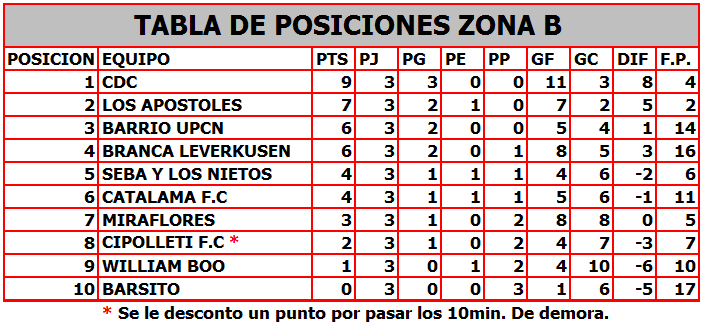 TABLA DE POSICIONES ZONA B
POSICION EQUIPO PTS PJ PG PE PP GF GC DIF F.P.
1 CDC 9 3 3 0 0 11 3 8 4
2 LOS APOSTOLES 7 3 2 1 0 7 2 5 2
3 BARRIO UPCN 6 3 2 0 0 5 4 1 14
4 BRANCA LEVERKUSEN 6 3 2 0 1 8 5 3 16
5 SEBA Y LOS NIETOS 4 3 1 1 1 4 6 -2 6
6 CATALAMA F.C 4 3 1 1 1 5 6 -1 11
7 MIRAFLORES 3 3 1 0 2 8 8 0 5
8 CIPOLLETI F.C * 2 3 1 0 2 4 7 -3 7
9 WILLIAM BOO 1 3 0 1 2 4 10 -6 10
10 BARSITO 0 3 0 0 3 1 6 -5 17
* Se le desconto un punto por pasar los 10min. De demora.